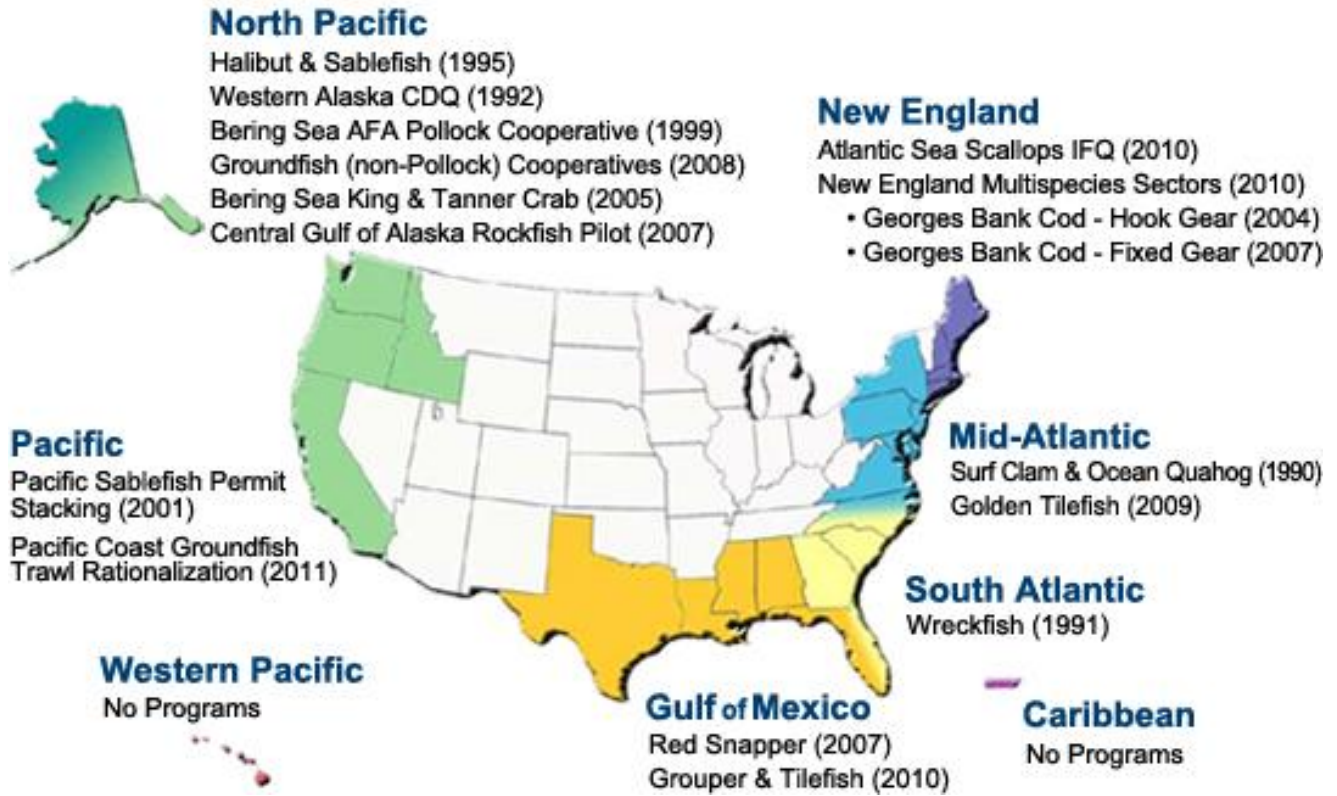 North Pacific
Halibut & Sablefish (1995)
Western Alaska CDQ (1992)
Bering Sea AFA Pollock Cooperative (1999)
Groundfish (non-Pollock) Cooperatives (2008)
Bering Sea King & Tanner Crab (2005)
Central Gulf of Alaska Rockfish Pilot (2007)
New England
Atlantic Sea Scallops IFQ (2010)
New England Multispecies Sectors (2010)
• Georges Bank Cod - Hook Gear (2004)
• Georges Bank Cod - Fixed Gear (2007)
Pacific
Pacific Sablefish Permit
Stacking (2001)
Pacific Coast Groundfish
Trawl Rationalization (2011)
Mid-Atlantic
Surf Clam & Ocean Quahog (1990)
Golden Tilefish (2009)
South Atlantic
Wreckfish (1991)
Western Pacific
No Programs
Gulf of Mexico
Red Snapper (2007)
Grouper & Tilefish (2010)
Caribbean
No Programs